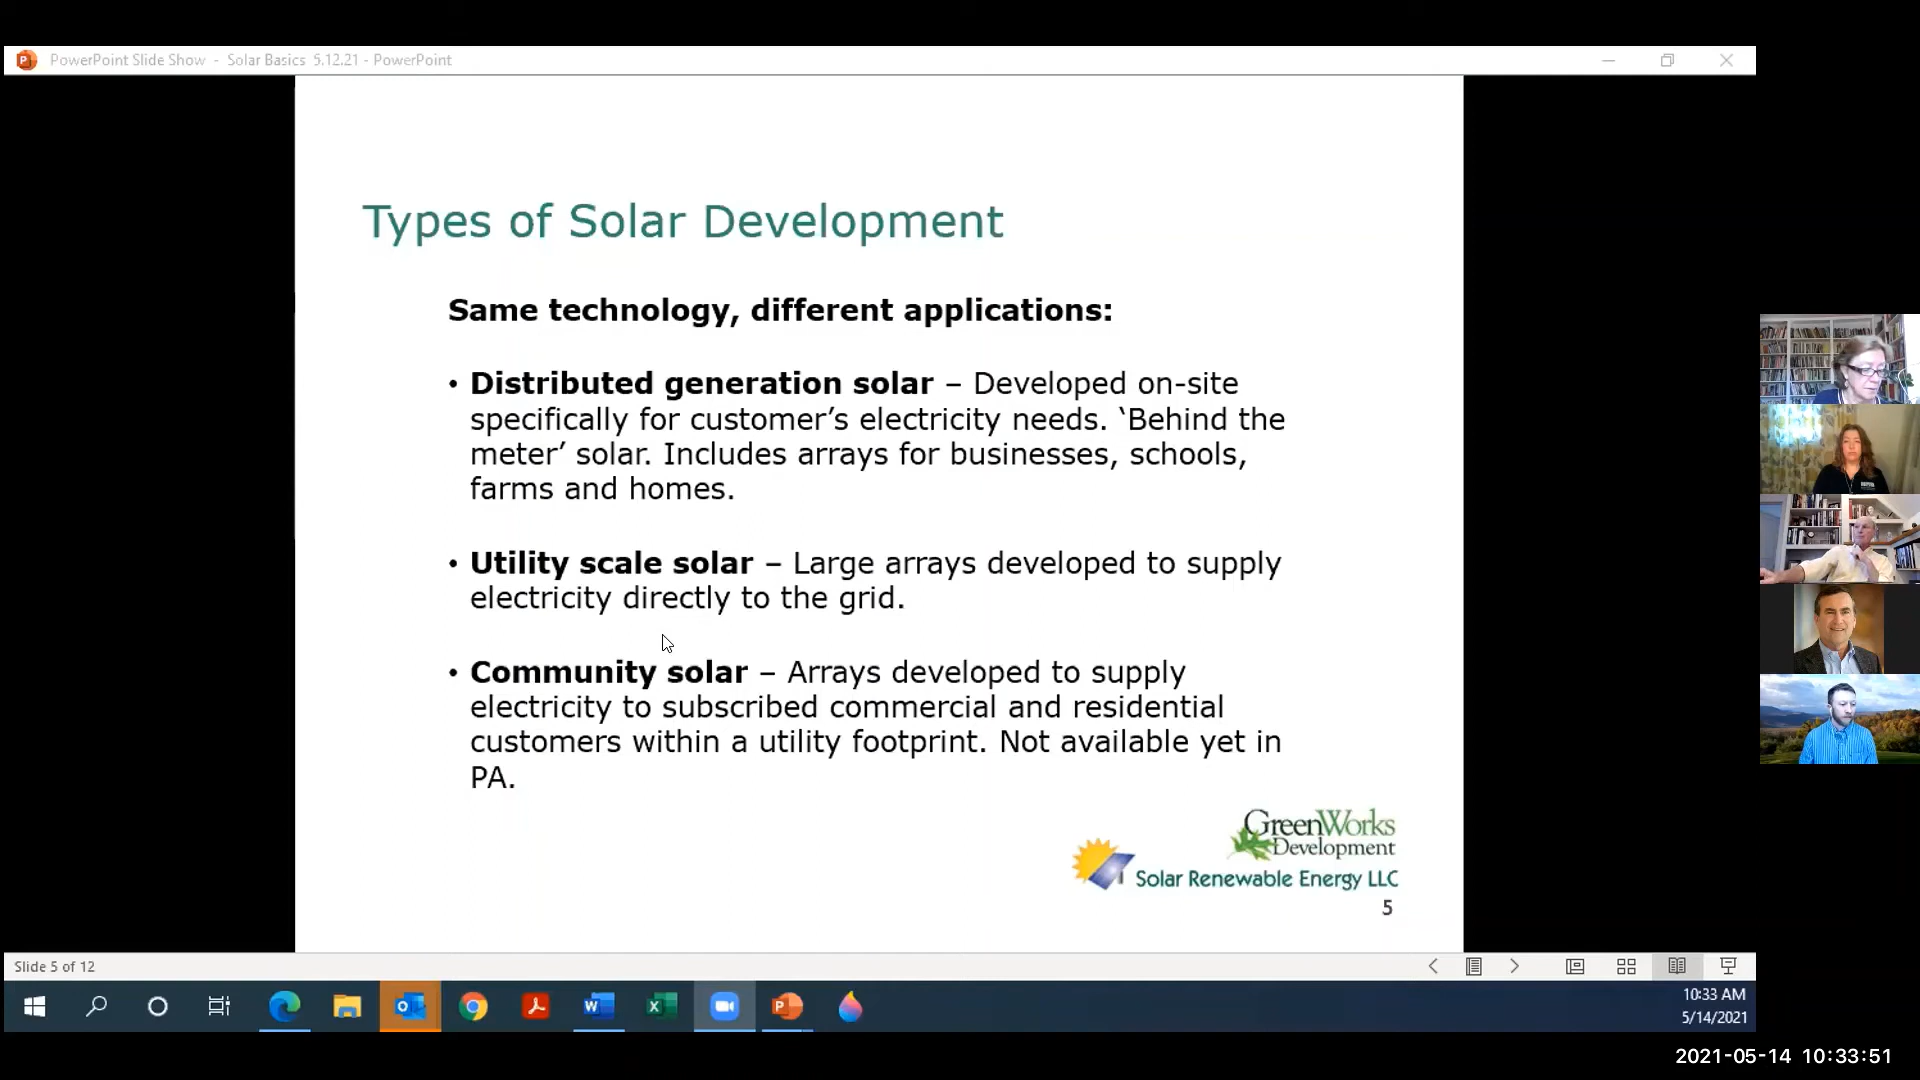 PowerPoint Slide Show - Solar Basics 5.12.21 - PowerPoint
Types of Solar Development
Same technology, different applications:
• Distributed generation solar – Developed on-site
specifically for customer’s electricity needs. ‘Behind the
meter’ solar. Includes arrays for businesses, schools,
farms and homes.
• Utility scale solar – Large arrays developed to supply
electricity directly to the grid.
• Community solar – Arrays developed to supply
electricity to subscribed commercial and residential
customers within a utility footprint. Not available yet in
PA.
GreenWorks
Development
Solar Renewable Energy LLC
5
Slide 5 of 12
10:33 AM
5/14/2021
2021-05-14 10:33:51